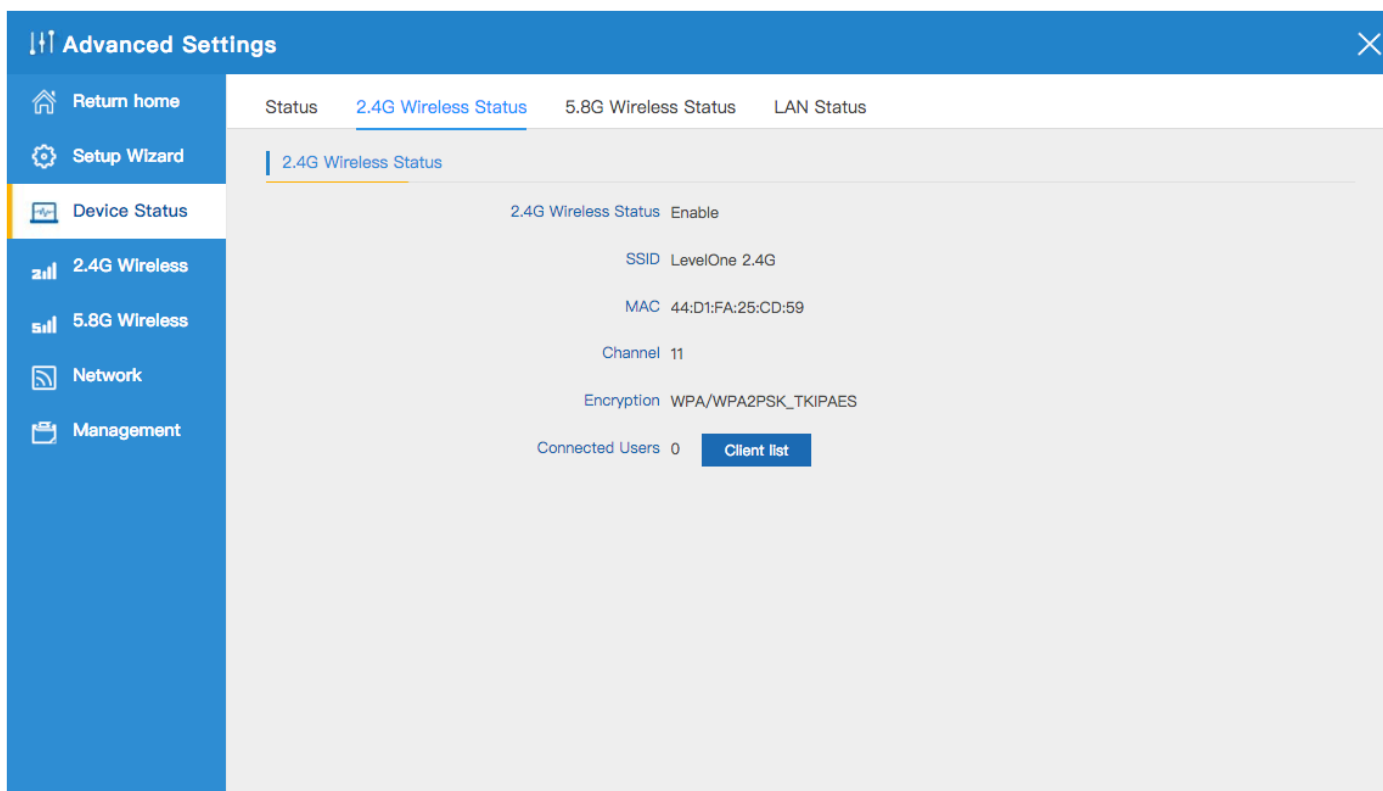 Advanced Settings
Return home
Setup Wizard
Device Status
2.4G Wireless
5.8G Wireless
Network
Management
Status 2.4G Wireless Status 5.8G Wireless Status LAN Status
2.4G Wireless Status
2.4G Wireless Status Enable
SSID LevelOne 2.4G
MAC 44:D1:FA:25:CD:59
Channel 11
Encryption WPA/WPA2PSK_TKIPAES
Connected Users 0 Client list